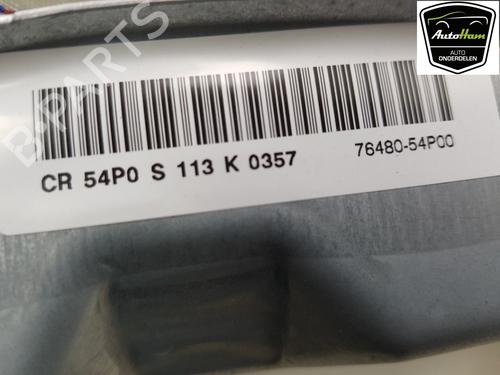 AutoHam
AUTO
ONDERDELEN
B-PARTS
CR 54P0 S 113 K 0357
76480-54P00